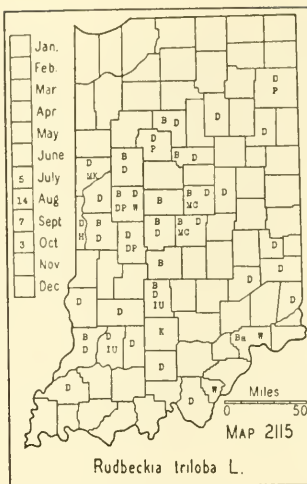 Jan.
Feb.
Mar
Apr
May
June
5 July
14 Aug
7 Sept
3 Oct
Nov
Dec
D
P
B D
D
D
P
D
B
D
B D
D
MK
D
B D
DP W
B
B D
MC
D
D
H
B
D
D
DP
B
D
B D
MC
D
D
B
D
B
D
IU
D
D
B
D
D
IU
K
Ba W
D
D
W
D
Miles
0 50
MAP 2115
Rudbeckia triloba L.